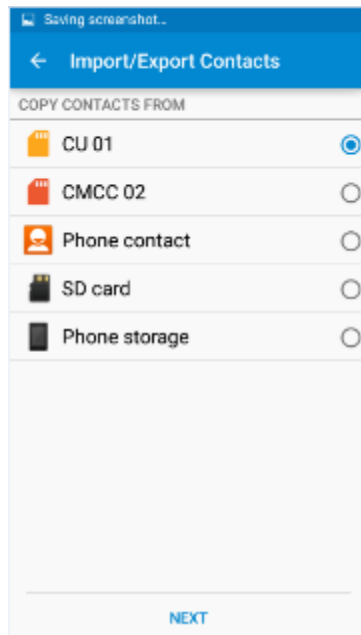 Saving screenshot...
Import/Export Contacts
COPY CONTACTS FROM
CU 01
CMCC 02
Phone contact
SD card
Phone storage
NEXT